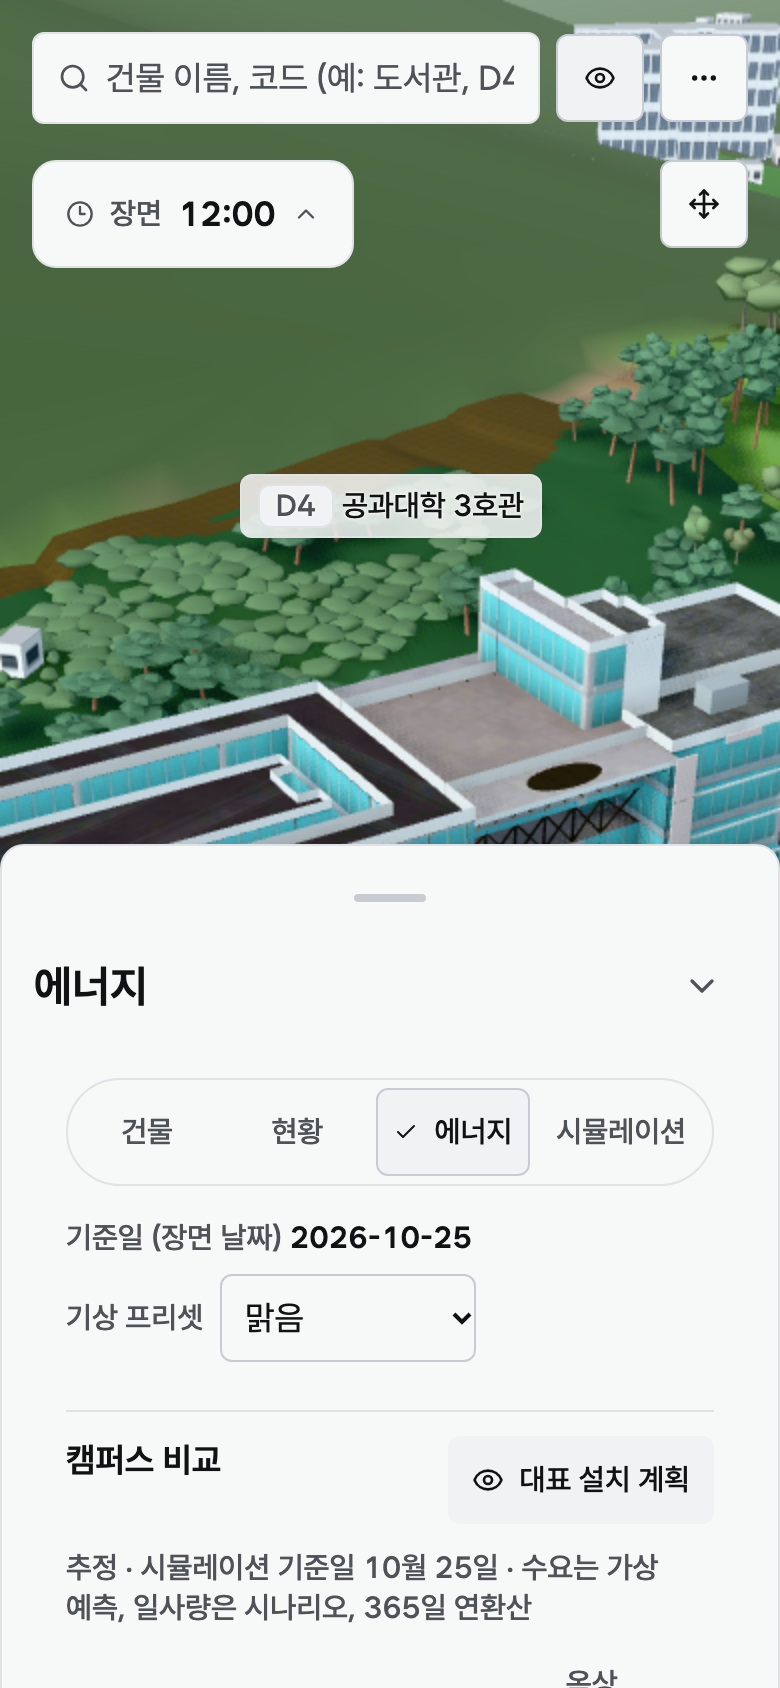 건물 이름, 코드 (예: 도서관, D4
장면 12:00
D4 공과대학 3호관
에너지
건물 현황 에너지 시뮬레이션
기준일 (장면 날짜) 2026-10-25
기상 프리셋 맑음
캠퍼스 비교 대표 설치 계획
추정 · 시뮬레이션 기준일 10월 25일 · 수요는 가상
예측, 일사량은 시나리오, 365일 연환산
옥상